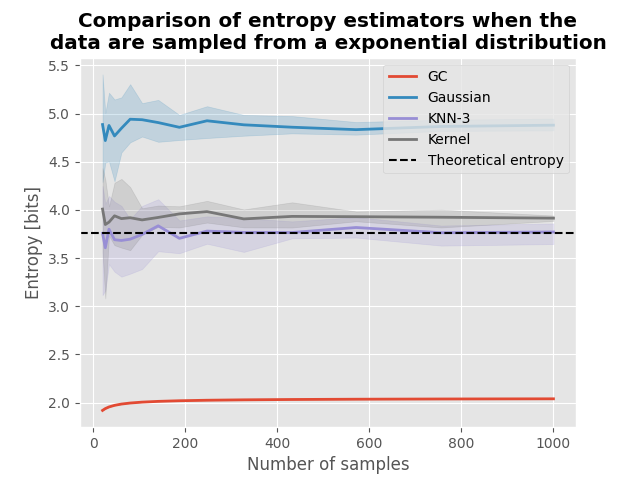 Comparison of entropy estimators when the
data are sampled from a exponential distribution
5.5
5.0
4.5
4.0
3.5
3.0
2.5
2.0
Entropy [bits]
GC
Gaussian
KNN-3
Kernel
Theoretical entropy
0
200
400
600
800
1000
Number of samples